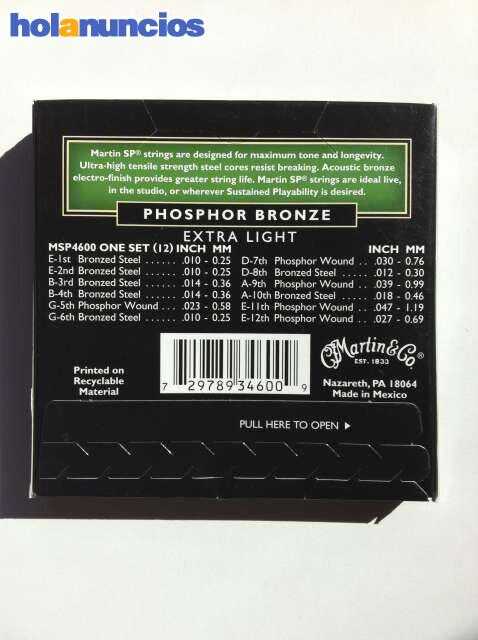 holanuncios
Martin SP® strings are designed for maximum tone and longevity.
Ultra-high tensile strength steel cores resist breaking. Acoustic bronze
electro-finish provides greater string life. Martin SP® strings are ideal live,
in the studio, or wherever Sustained Playability is desired.
PHOSPHOR BRONZE
EXTRA LIGHT
MSP4600 ONE SET (12) INCH MM
E-1st Bronzed Steel ...... .010 - 0.25
E-2nd Bronzed Steel ..... .010 - 0.25
B-3rd Bronzed Steel ...... .014 - 0.36
B-4th Bronzed Steel ...... .014 - 0.36
G-5th Phosphor Wound .. .023 - 0.58
G-6th Bronzed Steel ...... .010 - 0.25
INCH MM
D-7th Phosphor Wound .. .030 - 0.76
D-8th Bronzed Steel ..... .012 - 0.30
A-9th Phosphor Wound .. .039 - 0.99
A-10th Bronzed Steel .... .018 - 0.46
E-11th Phosphor Wound . .047 - 1.19
E-12th Phosphor Wound . .027 - 0.69
Printed on
Recyclable
Material
7 29789 34600 9
CF Martin & Co.®
EST. 1833
Nazareth, PA 18064
Made in Mexico
PULL HERE TO OPEN ▶